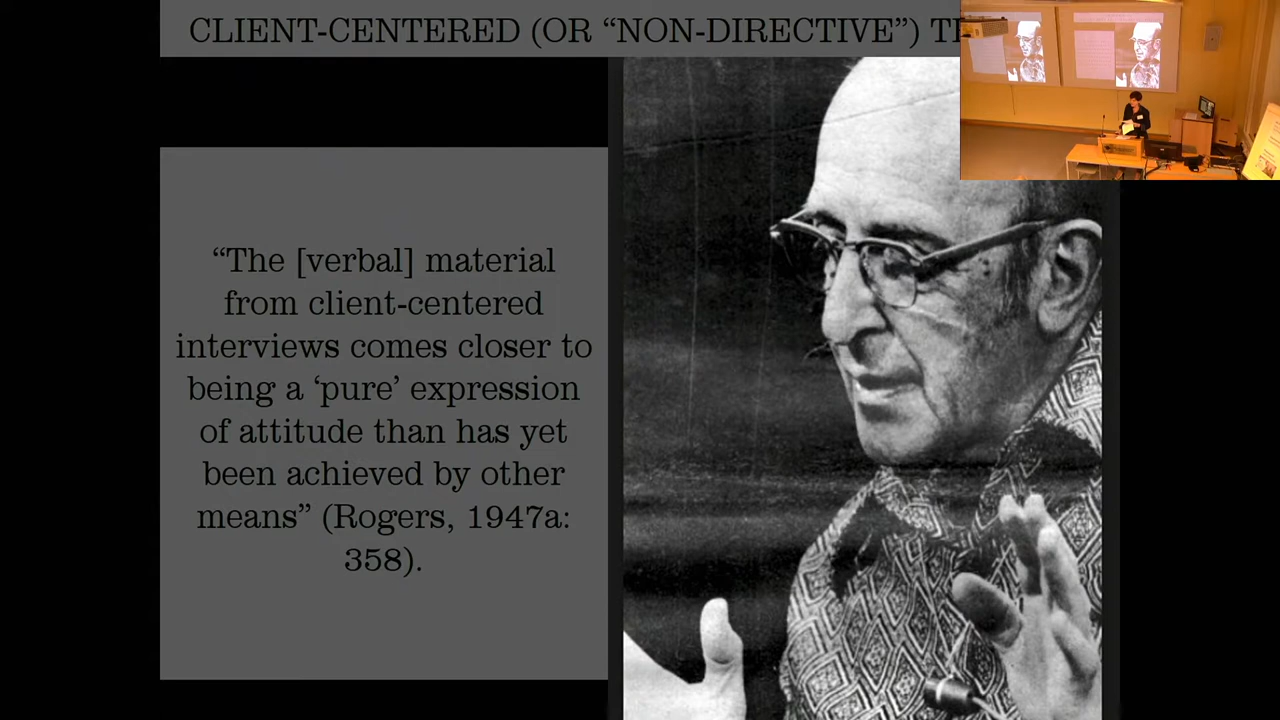 CLIENT-CENTERED (OR “NON-DIRECTIVE”)
“The [verbal] material
from client-centered
interviews comes closer to
being a ‘pure’ expression
of attitude than has yet
been achieved by other
means” (Rogers, 1947a:
358).